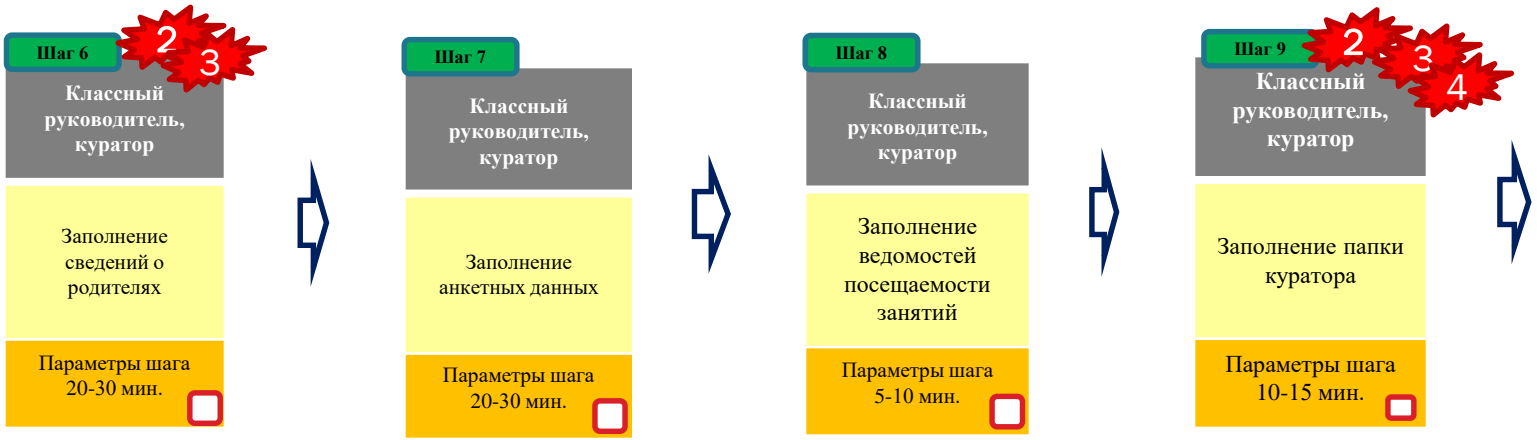 Шаг 6
2
3
Классный
руководитель,
куратор
Заполнение
сведений о
родителях
Параметры шага
20-30 мин.
Шаг 7
Классный
руководитель,
куратор
Заполнение
анкетных данных
Параметры шага
20-30 мин.
Шаг 8
Классный
руководитель,
куратор
Заполнение
ведомостей
посещаемости
занятий
Параметры шага
5-10 мин.
Шаг 9
2
3
4
Классный
руководитель,
куратор
Заполнение папки
куратора
Параметры шага
10-15 мин.